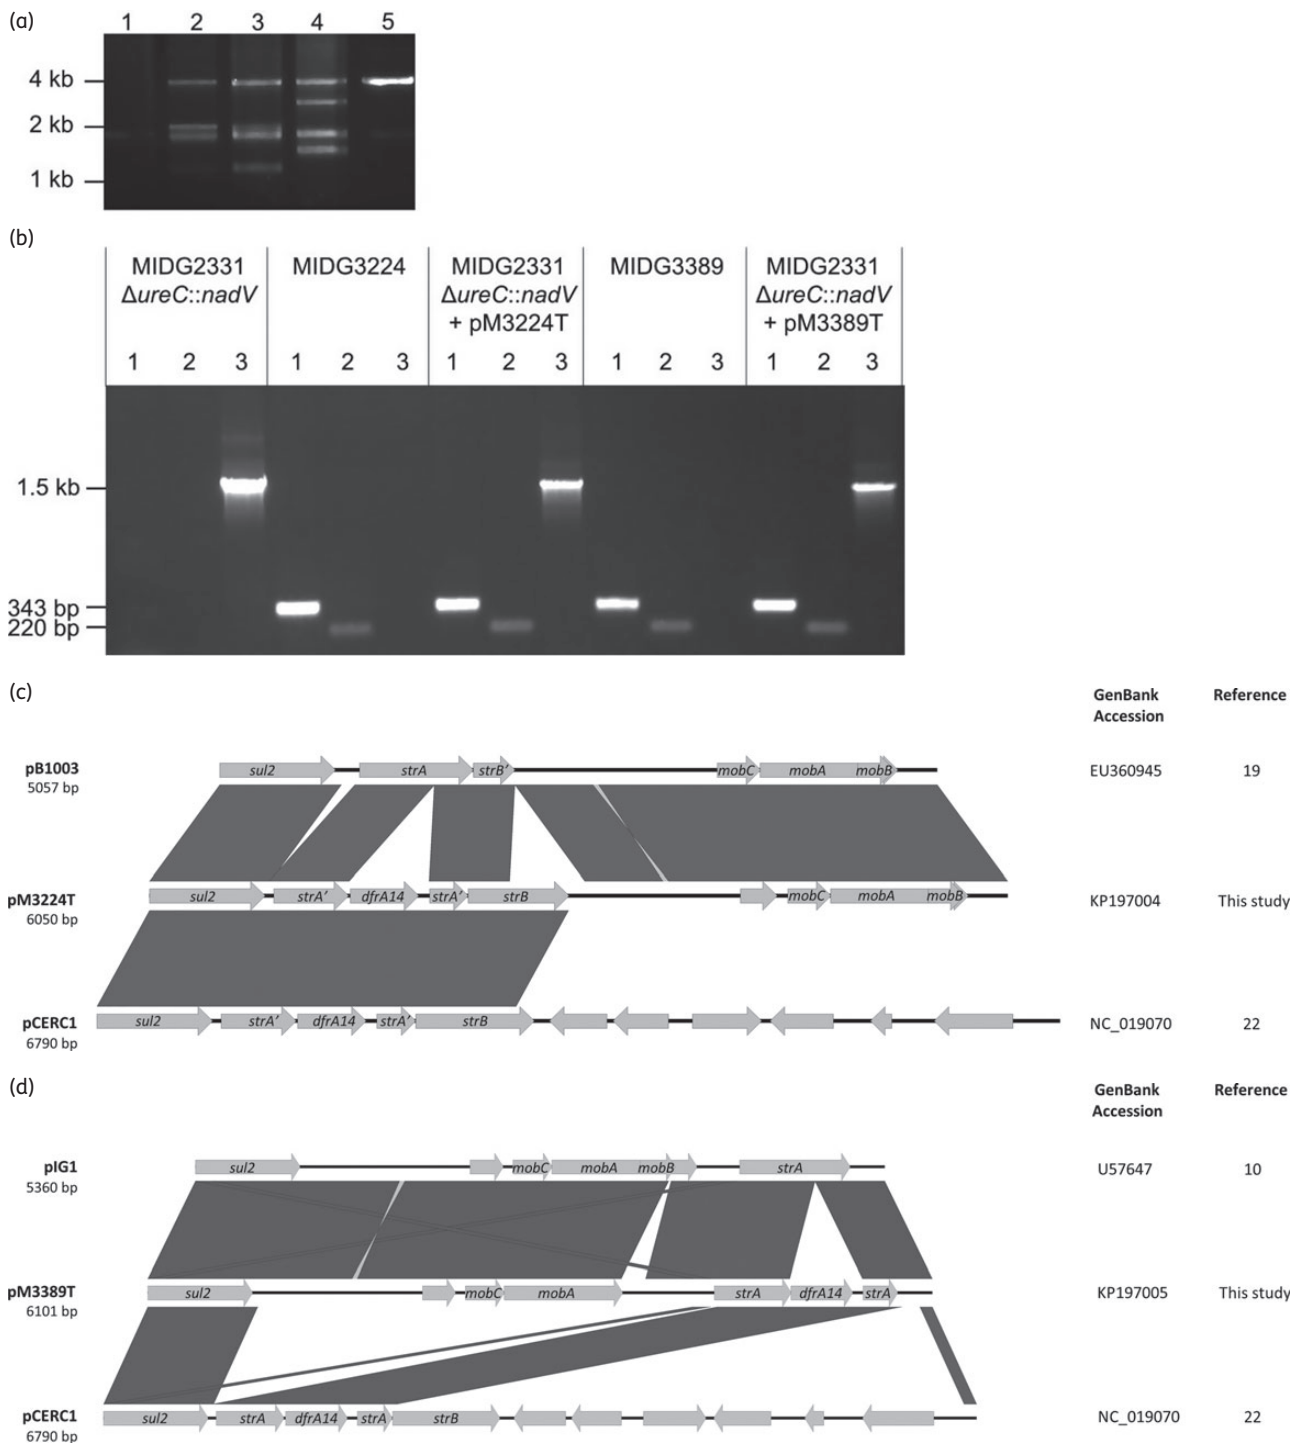 (a)
1 2 3 4 5
4 kb
2 kb
1 kb
(b)
MIDG2331 ΔureC::nadV
MIDG3224
MIDG2331 ΔureC::nadV + pM3224T
MIDG3389
MIDG2331 ΔureC::nadV + pM3389T
1 2 3 1 2 3 1 2 3 1 2 3 1 2 3
1.5 kb
343 bp
220 bp
(c)
GenBank Accession Reference
pB1003 sul2 strA strB’ mobC mobA mobB EU360945 19
5057 bp
pM3224T sul2 strA’ dfrA14 strA’ strB mobC mobA mobB KP197004 This study
6050 bp
pCERC1 sul2 strA’ dfrA14 strA’ strB NC_019070 22
6790 bp
(d)
GenBank Accession Reference
pIG1 sul2 mobC mobA mobB strA U57647 10
5360 bp
pM3389T sul2 mobC mobA strA dfrA14 strA KP197005 This study
6101 bp
pCERC1 sul2 strA dfrA14 strA strB NC_019070 22
6790 bp